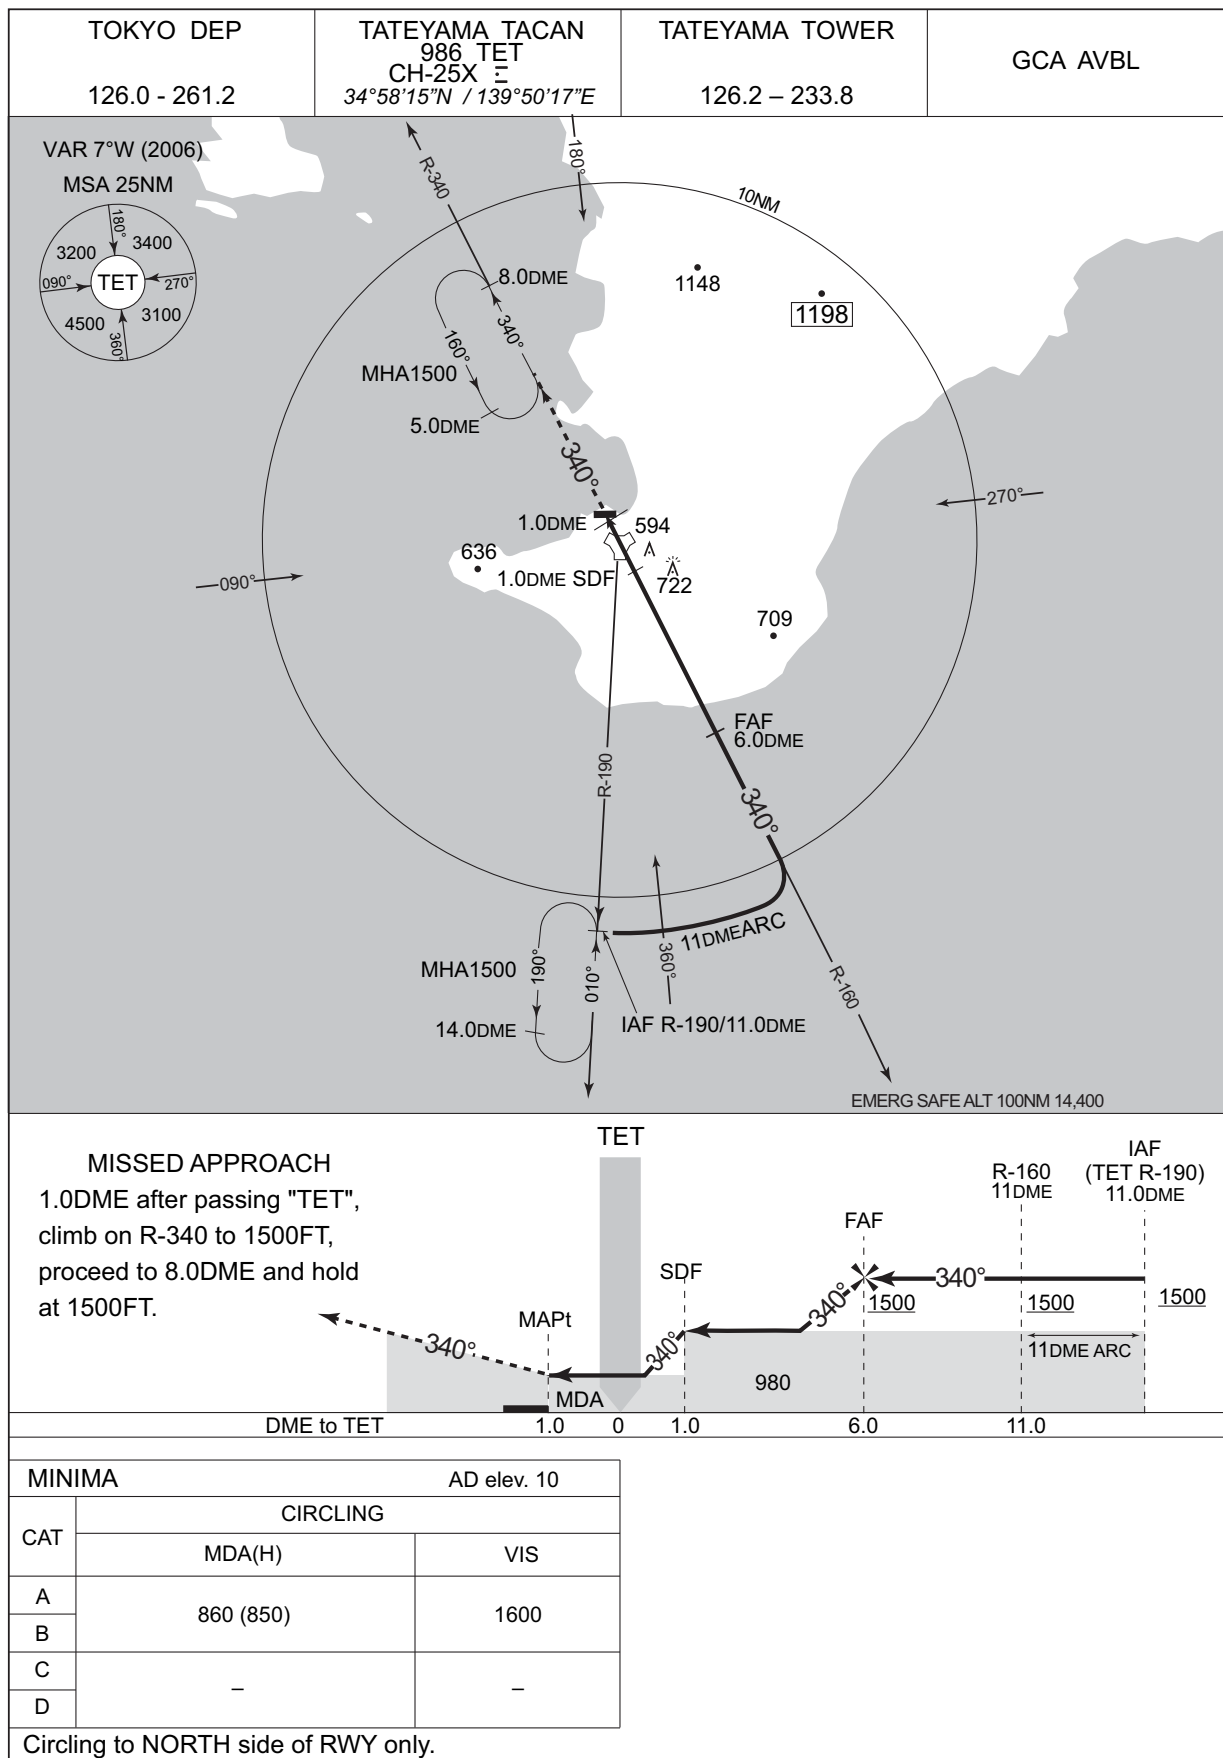 TOKYO DEP
126.0 - 261.2
TATEYAMA TACAN
986 TET
CH-25X
34°58'15"N / 139°50'17"E
TATEYAMA TOWER
126.2 – 233.8
GCA AVBL
VAR 7°W (2006)
MSA 25NM
180°
3200
3400
090°
TET
270°
4500
3100
360°
R-340
180°
10NM
8.0DME
1148
1198
340°
160°
MHA1500
5.0DME
340°
270°
1.0DME
594
636
1.0DME SDF
722
090°
709
FAF
6.0DME
R-190
340°
11DMEARC
MHA1500
190°
010°
360°
R-160
14.0DME
IAF R-190/11.0DME
EMERG SAFE ALT 100NM 14,400
TET
MISSED APPROACH
1.0DME after passing "TET",
climb on R-340 to 1500FT,
proceed to 8.0DME and hold
at 1500FT.
IAF
R-160 (TET R-190)
11DME 11.0DME
FAF
SDF
340°
340°
1500
1500
1500
MAPt
340°
340°
11DME ARC
980
MDA
DME to TET 1.0 0 1.0 6.0 11.0
MINIMA AD elev. 10
CAT
CIRCLING
MDA(H) VIS
A
B
860 (850) 1600
C
D
– –
Circling to NORTH side of RWY only.